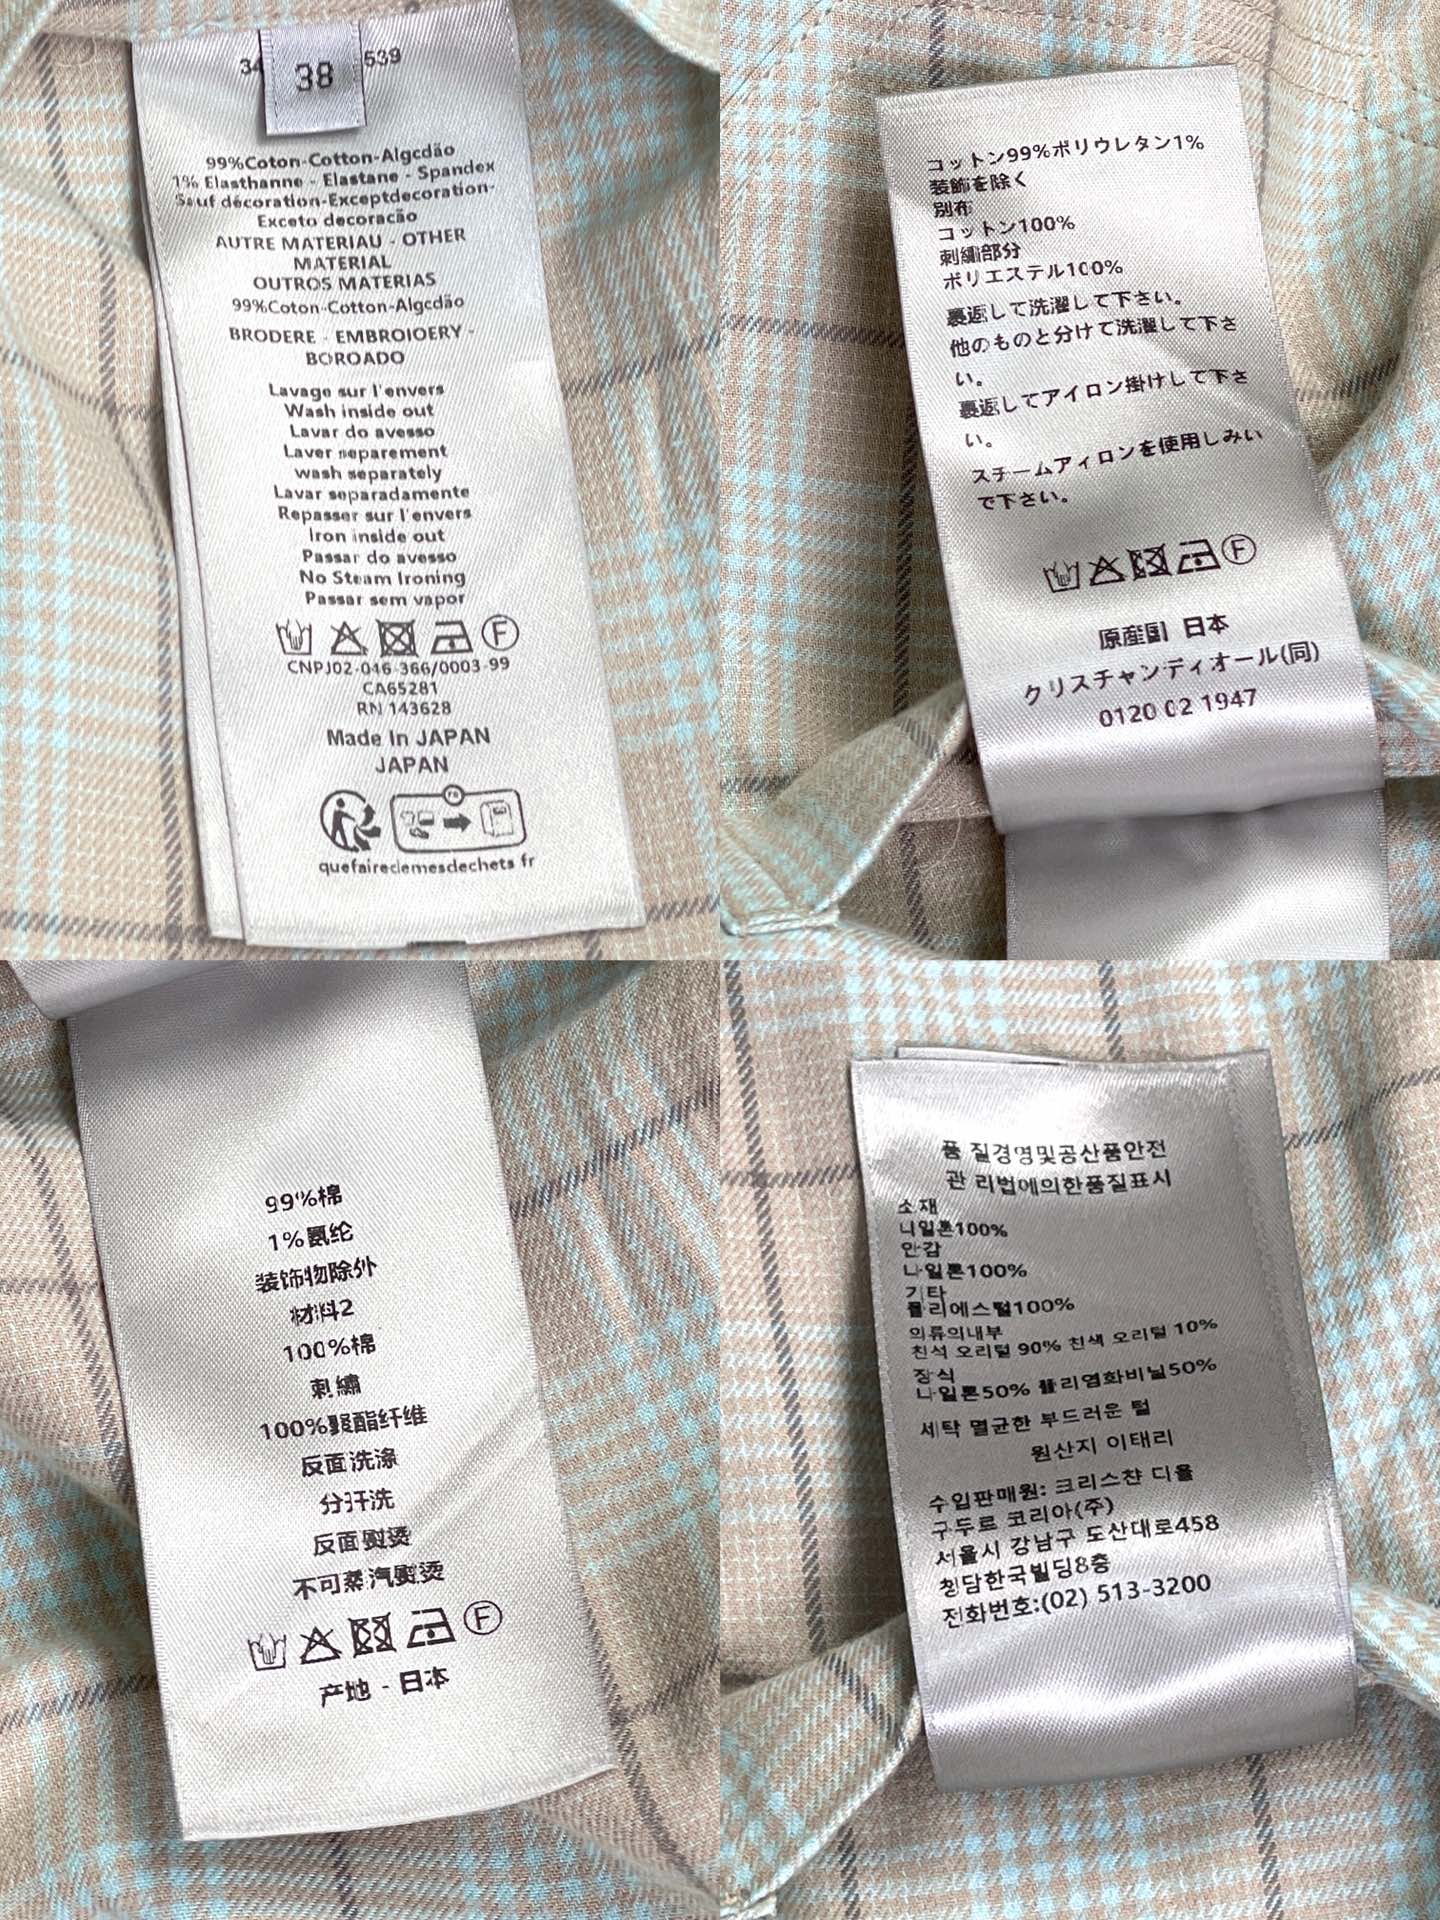 34
38
539
99%Coton-Cotton-Algcdão
1% Elasthanne - Elastane - Spandex
Sauf décoration-Exceptdecoration-
Exceto decoracão
AUTRE MATERIAU - OTHER
MATERIAL
OUTROS MATERIAS
99%Coton-Cotton-Algcdão
BRODERE - EMBROIOERY -
BOROADO
Lavage sur l'envers
Wash inside out
Lavar do avesso
Laver separement
wash separately
Lavar separadamente
Repasser sur l'envers
Iron inside out
Passar do avesso
No Steam Ironing
Passar sem vapor
F
CNPJ02-046-366/0003-99
CA65281
RN 143628
Made In JAPAN
JAPAN
FR
quefairedemesdechets fr
コットン99%ポリウレタン1%
装飾を除く
別布
コットン100%
刺繡部分
ポリエステル100%
裏返して洗濯して下さい。
他のものと分けて洗濯して下さ
い。
裏返してアイロン掛けして下さ
い。
スチームアィロンを使用しみい
で下さい。
F
原産国 日本
クリスチャンディオール(同)
0120 02 1947
99%棉
1%氨纶
装饰物除外
材料2
100%棉
刺繡
100%聚酯纤维
反面洗涤
分开洗
反面熨烫
不可蒸汽熨烫
F
产地 - 日本
품 질경영및공산품안전
관 리법에의한품질표시
소재
나일론100%
안감
나일론100%
기타
폴리에스털100%
의류의내부
친석 오리털 90% 친색 오리털 10%
장식
나일론50% 폴리염화비닐50%
세탁 멸균한 부드러운 털
원산지 이태리
수입판매원: 크리스챤 디올
구두르 코리아(주)
서울시 강남구 도산대로458
청담한국빌딩8층
전화번호:(02) 513-3200